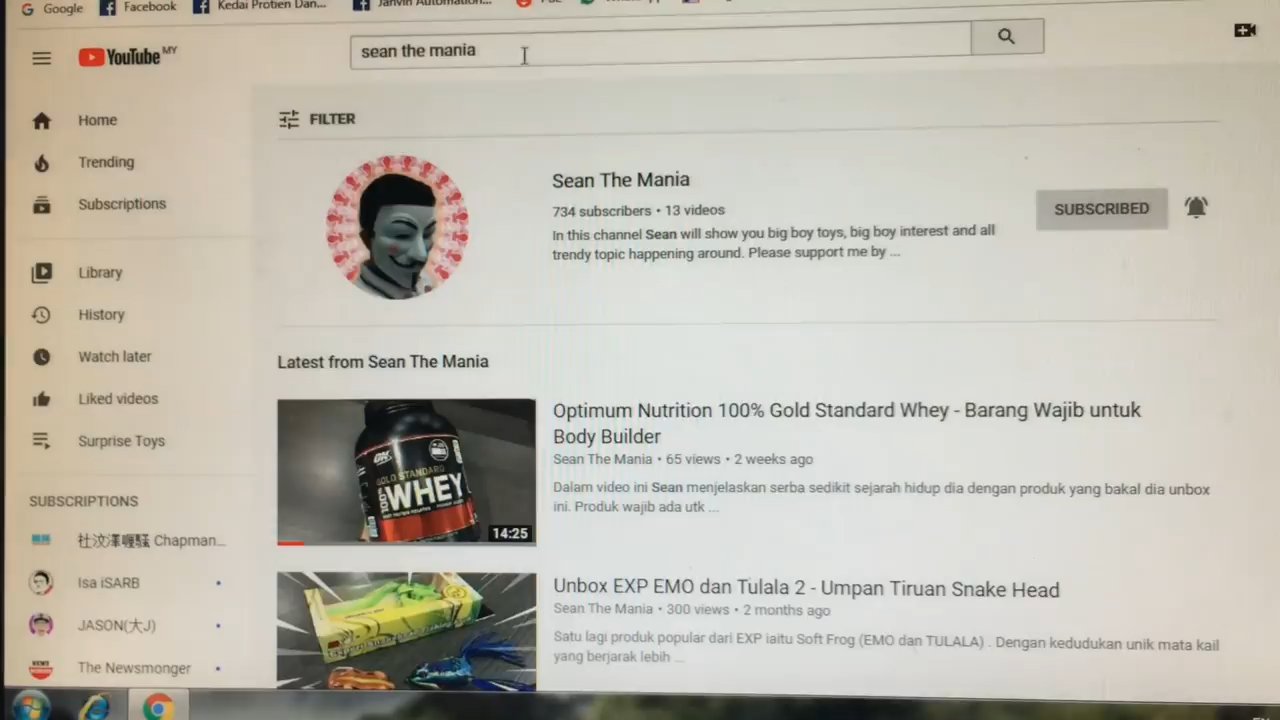 Google
Facebook
Kedai Protien Dan...
Janvin Automation...
YouTube MY
sean the mania
Home
Trending
Subscriptions
Library
History
Watch later
Liked videos
Surprise Toys
SUBSCRIPTIONS
Chapman...
Isa iSARB
JASON(大J)
The Newsmonger
FILTER
Sean The Mania
734 subscribers • 13 videos
In this channel Sean will show you big boy toys, big boy interest and all
trendy topic happening around. Please support me by ...
SUBSCRIBED
Latest from Sean The Mania
ON
GOLD STANDARD
100% WHEY
14:25
Optimum Nutrition 100% Gold Standard Whey - Barang Wajib untuk
Body Builder
Sean The Mania • 65 views • 2 weeks ago
Dalam video ini Sean menjelaskan serba sedikit sejarah hidup dia dengan produk yang bakal dia unbox
ini. Produk wajib ada utk ...
Unbox EXP EMO dan Tulala 2 - Umpan Tiruan Snake Head
Sean The Mania • 300 views • 2 months ago
Satu lagi produk popular dari EXP iaitu Soft Frog (EMO dan TULALA) . Dengan kedudukan unik mata kail
yang berjarak lebih ...